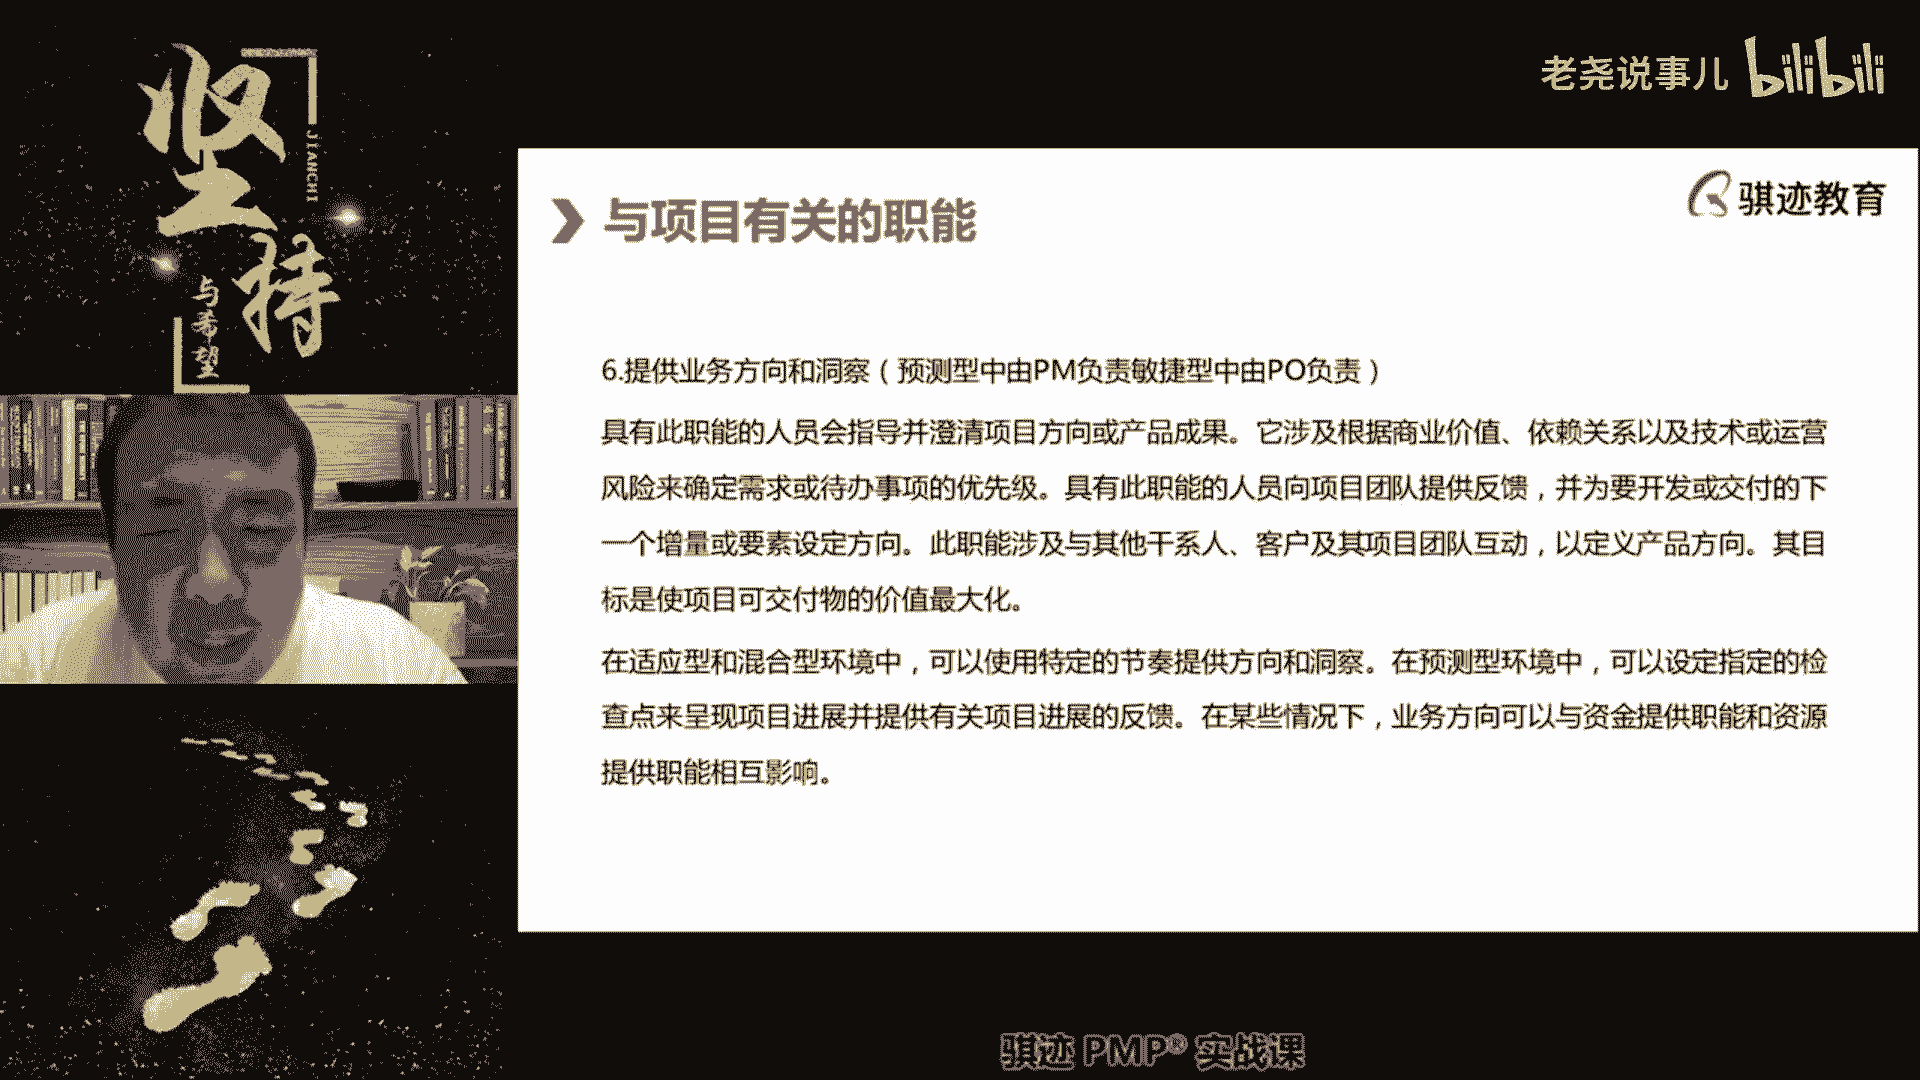 坚持
JIANCHI
与希望
老尧说事儿 bilibili
骐迹教育
与项目有关的职能
6.提供业务方向和洞察（预测型中由PM负责敏捷型中由PO负责）
具有此职能的人员会指导并澄清项目方向或产品成果。它涉及根据商业价值、依赖关系以及技术或运营
风险来确定需求或待办事项的优先级。具有此职能的人员向项目团队提供反馈，并为要开发或交付的下
一个增量或要素设定方向。此职能涉及与其他干系人、客户及其项目团队互动，以定义产品方向。其目
标是使项目可交付物的价值最大化。
在适应型和混合型环境中，可以使用特定的节奏提供方向和洞察。在预测型环境中，可以设定指定的检
查点来呈现项目进展并提供有关项目进展的反馈。在某些情况下，业务方向可以与资金提供职能和资源
提供职能相互影响。
骐迹 PMP® 实战课